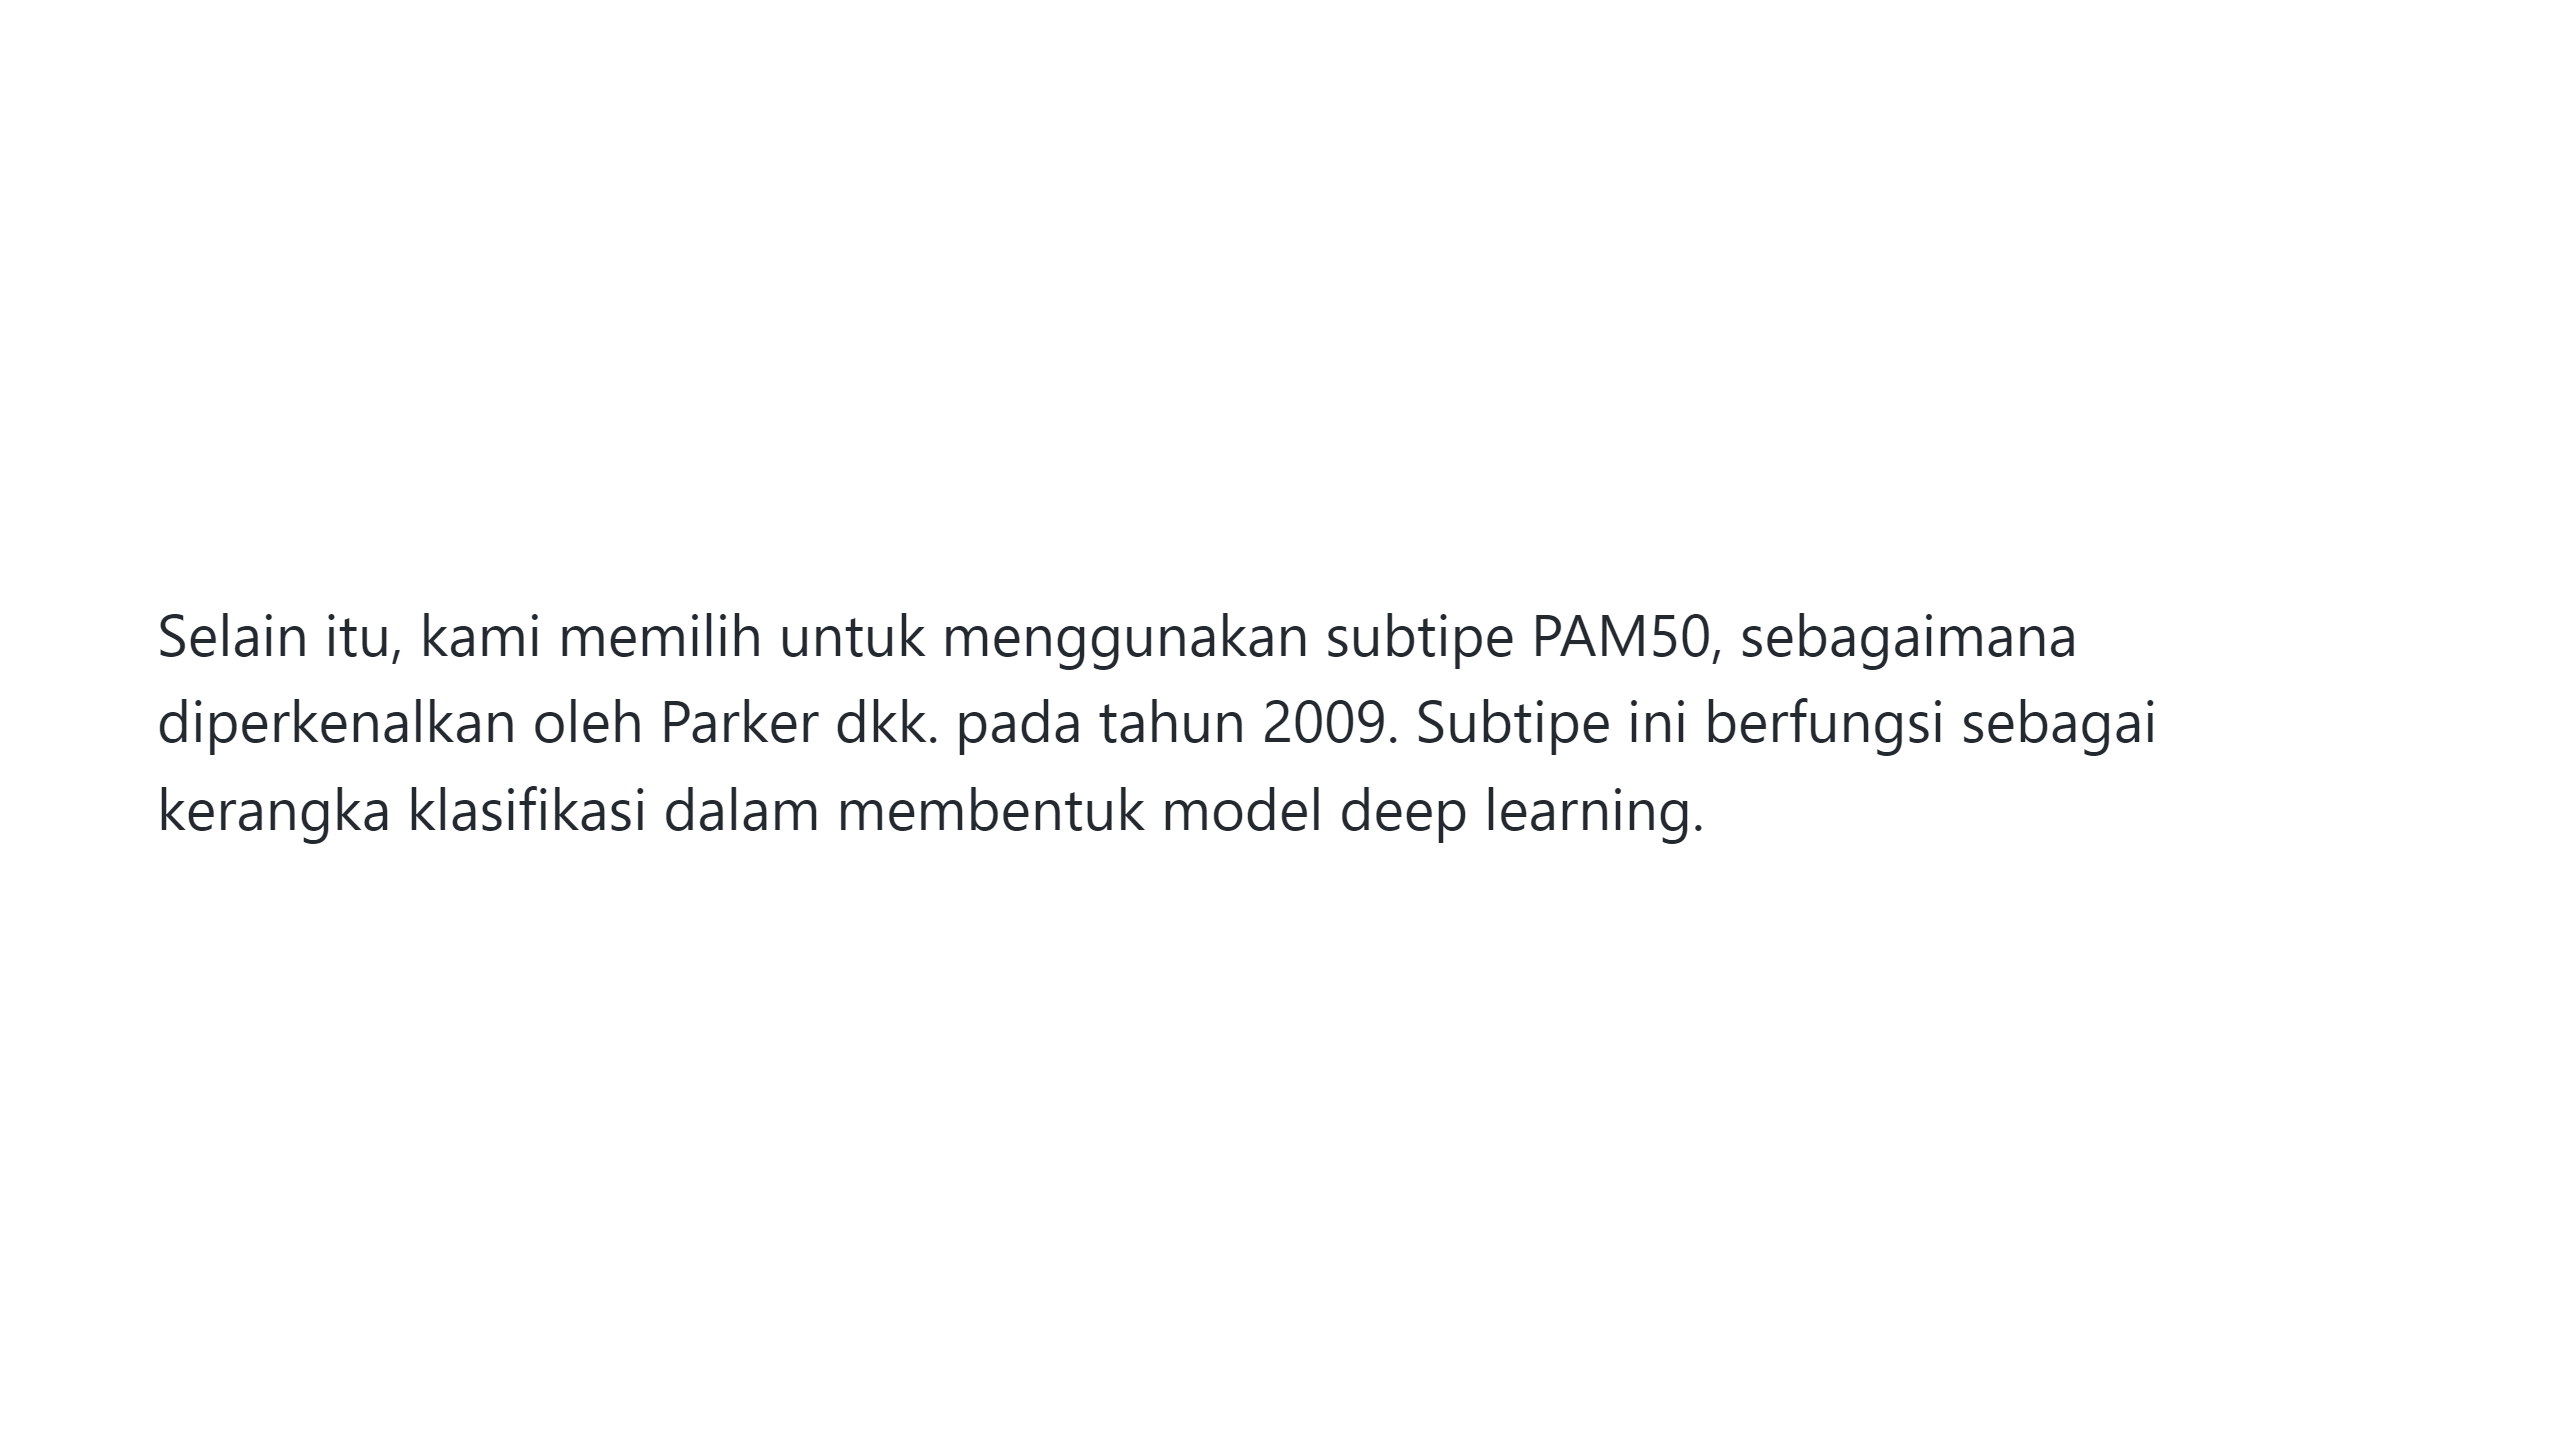 Selain itu, kami memilih untuk menggunakan subtipe PAM50, sebagaimana
diperkenalkan oleh Parker dkk. pada tahun 2009. Subtipe ini berfungsi sebagai
kerangka klasifikasi dalam membentuk model deep learning.